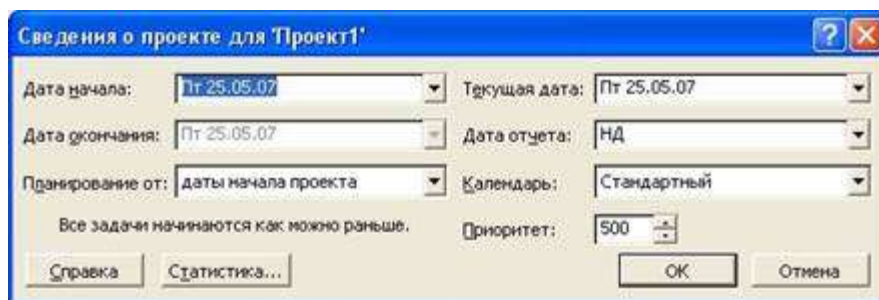 Сведения о проекте для 'Проект1'
Дата начала: Пт 25.05.07 Текущая дата: Пт 25.05.07
Дата окончания: Пт 25.05.07 Дата отчета: НД
Планирование от: даты начала проекта Календарь: Стандартный
Все задачи начинаются как можно раньше. Приоритет: 500
Справка Статистика... ОК Отмена